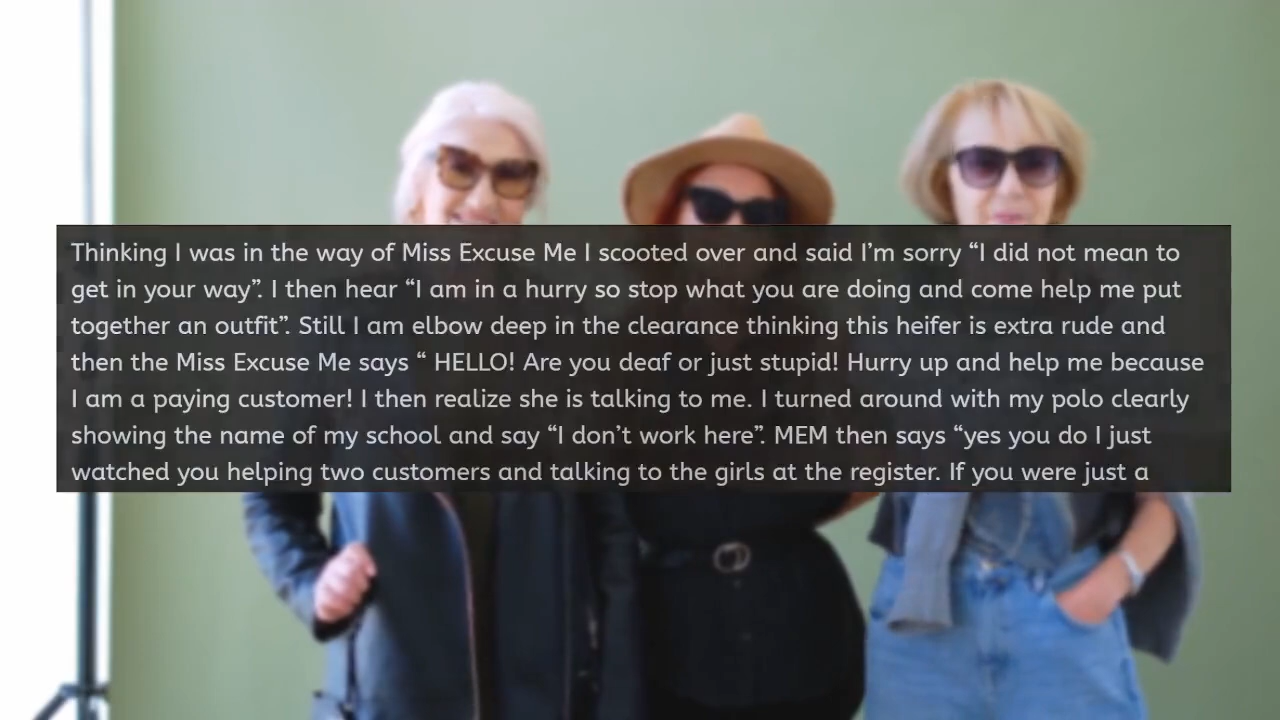 Thinking I was in the way of Miss Excuse Me I scooted over and said I’m sorry “I did not mean to
get in your way”. I then hear “I am in a hurry so stop what you are doing and come help me put
together an outfit”. Still I am elbow deep in the clearance thinking this heifer is extra rude and
then the Miss Excuse Me says “ HELLO! Are you deaf or just stupid! Hurry up and help me because
I am a paying customer! I then realize she is talking to me. I turned around with my polo clearly
showing the name of my school and say “I don’t work here”. MEM then says “yes you do I just
watched you helping two customers and talking to the girls at the register. If you were just a